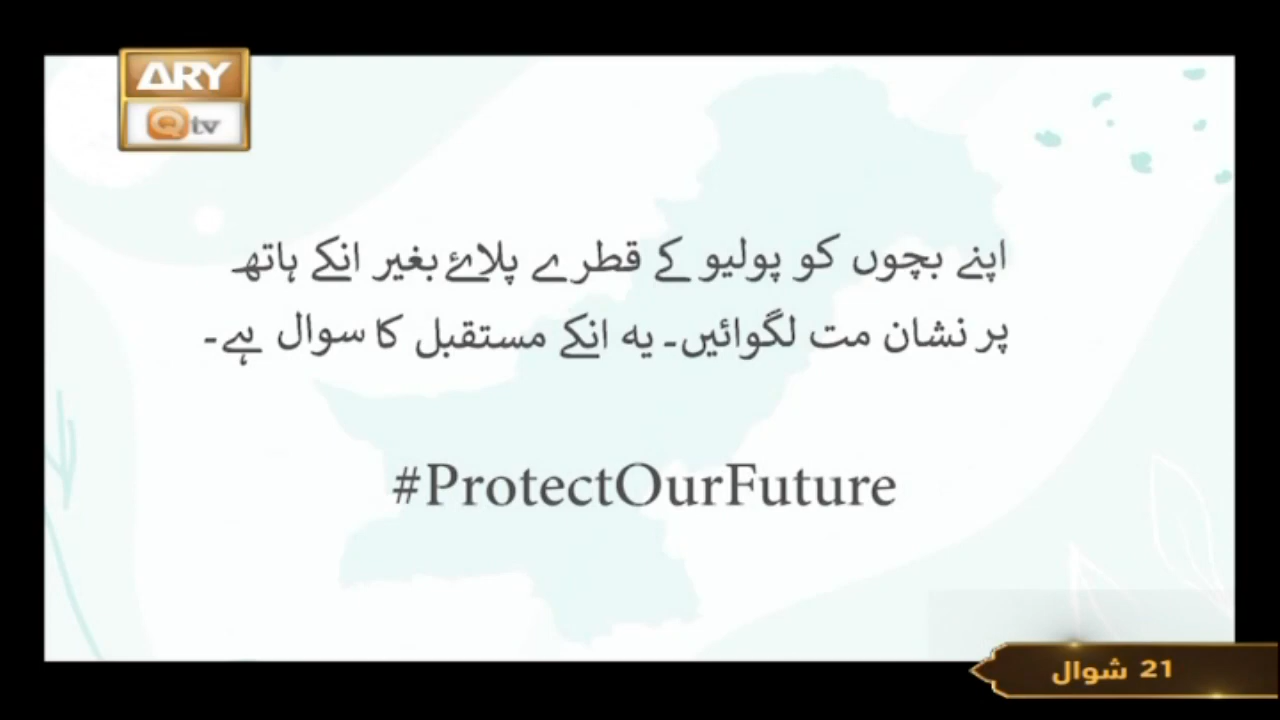 ARY
Qtv
اپنے بچوں کو پولیو کے قطرے پلائے بغیر انکے ہاتھ
پر نشان مت لگوائیں۔ یہ انکے مستقبل کا سوال ہے۔
#ProtectOurFuture
21 شوال